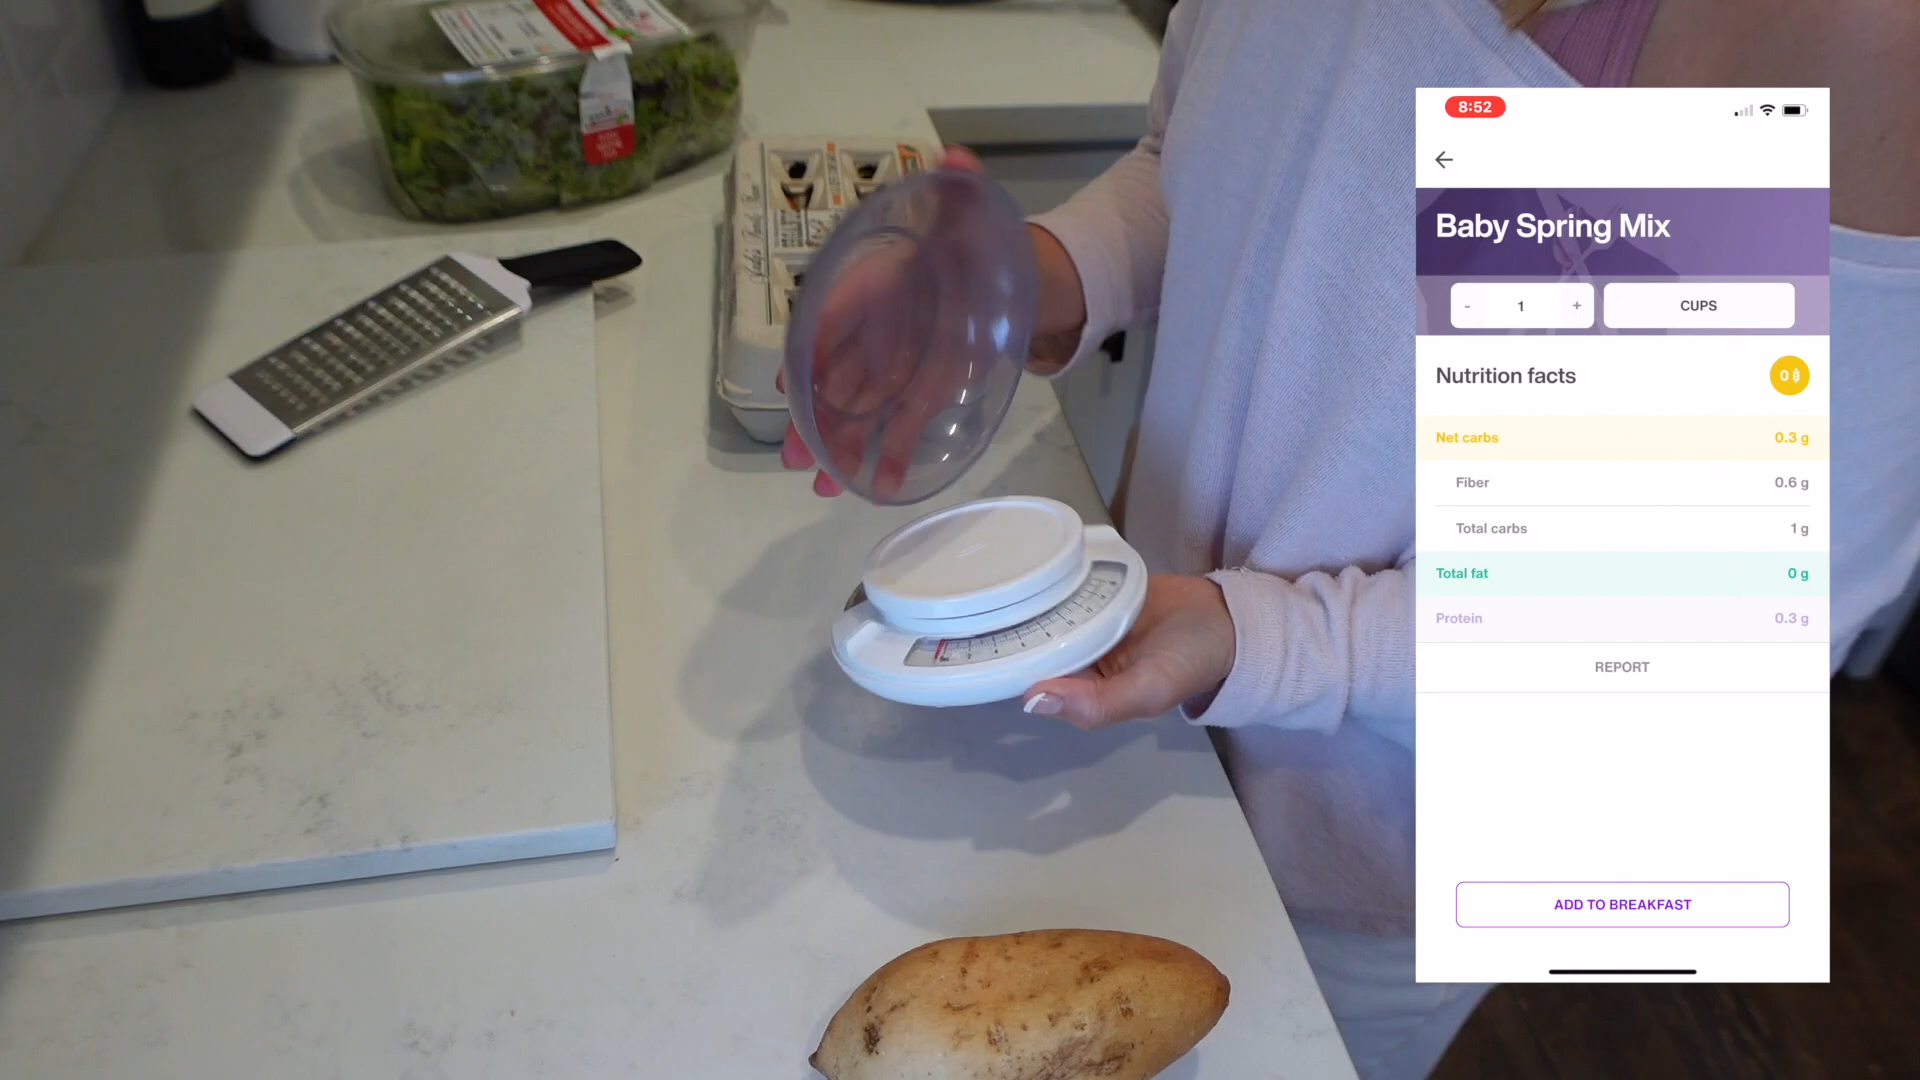 8:52
Baby Spring Mix
- 1 + CUPS
Nutrition facts
0
Net carbs 0.3 g
Fiber 0.6 g
Total carbs 1 g
Total fat 0 g
Protein 0.3 g
REPORT
ADD TO BREAKFAST